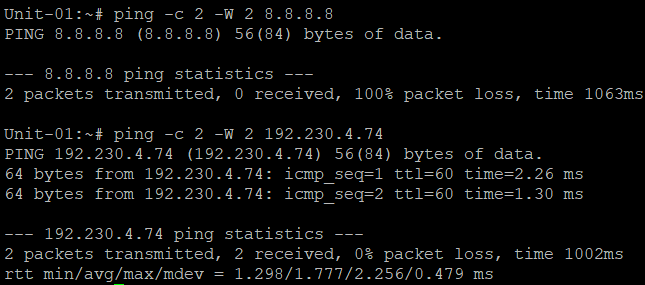 Unit-01:~# ping -c 2 -W 2 8.8.8.8
PING 8.8.8.8 (8.8.8.8) 56(84) bytes of data.
--- 8.8.8.8 ping statistics ---
2 packets transmitted, 0 received, 100% packet loss, time 1063ms
Unit-01:~# ping -c 2 -W 2 192.230.4.74
PING 192.230.4.74 (192.230.4.74) 56(84) bytes of data.
64 bytes from 192.230.4.74: icmp_seq=1 ttl=60 time=2.26 ms
64 bytes from 192.230.4.74: icmp_seq=2 ttl=60 time=1.30 ms
--- 192.230.4.74 ping statistics ---
2 packets transmitted, 2 received, 0% packet loss, time 1002ms
rtt min/avg/max/mdev = 1.298/1.777/2.256/0.479 ms